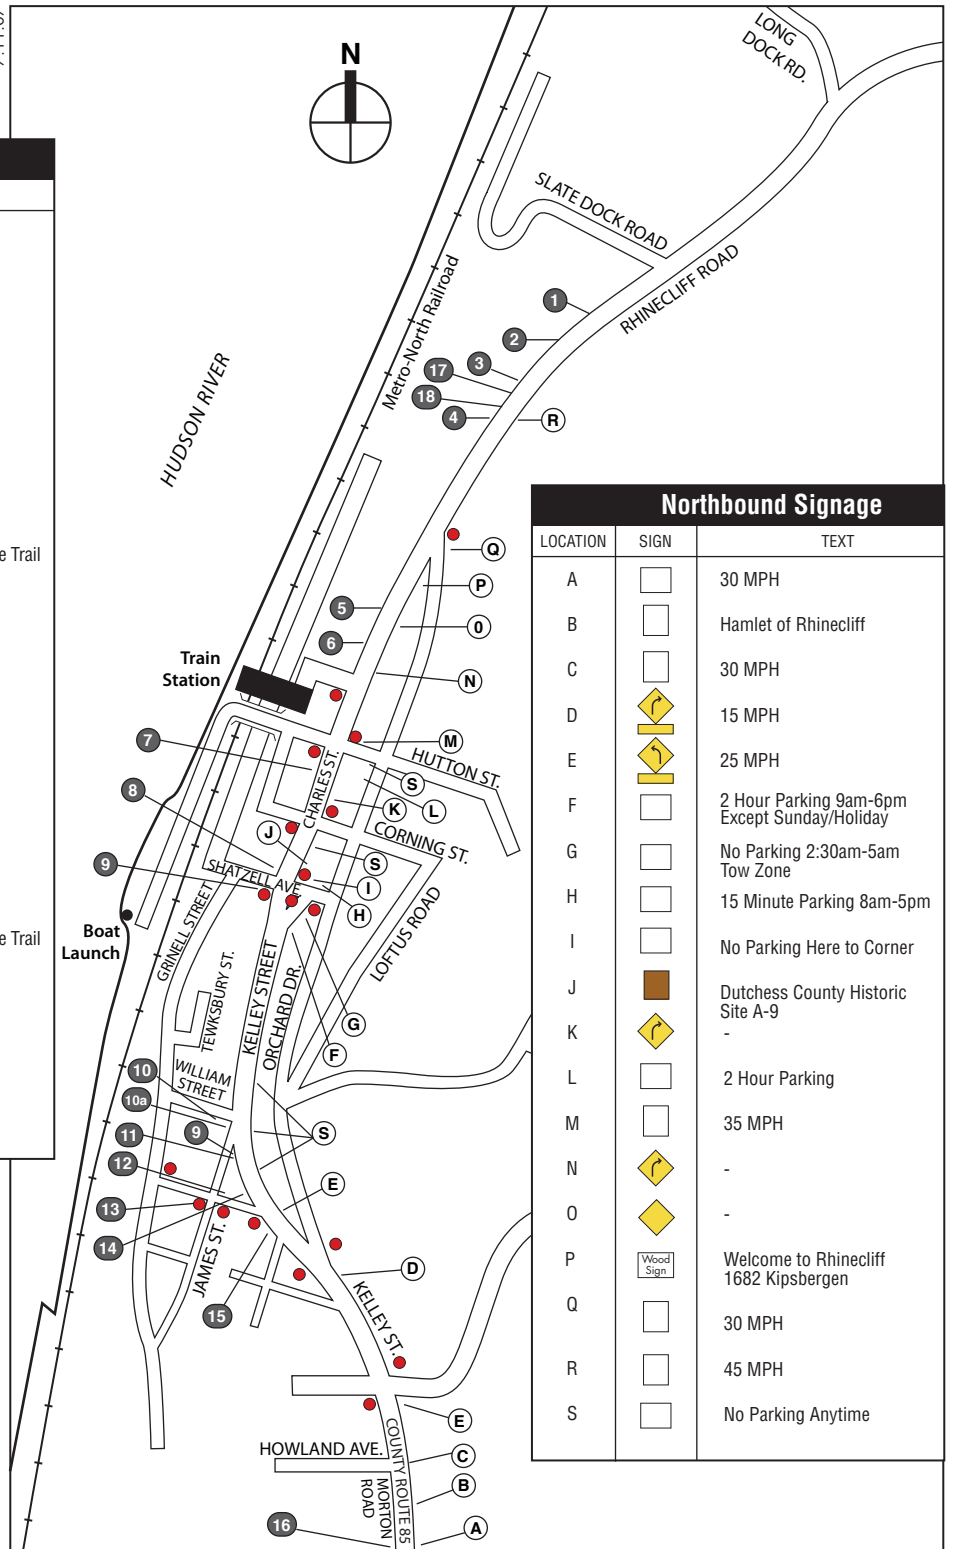 N
LONG
DOCK RD.
SLATE DOCK ROAD
RHINECLIFF ROAD
Metro-North Railroad
HUDSON RIVER
1
2
3
17
18
4
R
e Trail
Q
P
5
0
6
N
Train
Station
7
M
HUTTON ST.
CHARLES ST.
S
8
K
L
J
CORNING ST.
S
9
SHATZELL AVE
I
H
Boat
Launch
e Trail
GRINELL STREET
LOFTUS ROAD
TEWKSBURY ST.
KELLEY STREET
ORCHARD DR.
G
F
WILLIAM
STREET
10
10a
11
9
S
12
E
13
14
JAMES ST.
D
15
KELLEY ST.
E
HOWLAND AVE.
COUNTY ROUTE 85
MORTON
ROAD
C
B
16
A
Northbound Signage
LOCATION SIGN TEXT
A 30 MPH
B Hamlet of Rhinecliff
C 30 MPH
D 15 MPH
E 25 MPH
F 2 Hour Parking 9am-6pm
Except Sunday/Holiday
G No Parking 2:30am-5am
Tow Zone
H 15 Minute Parking 8am-5pm
I No Parking Here to Corner
J Dutchess County Historic
Site A-9
K -
L 2 Hour Parking
M 35 MPH
N -
O -
P Wood
Sign Welcome to Rhinecliff
1682 Kipsbergen
Q 30 MPH
R 45 MPH
S No Parking Anytime